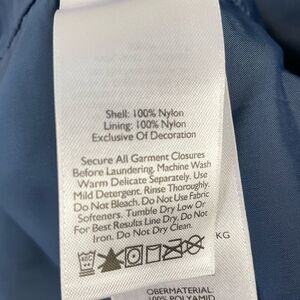 Shell: 100% Nylon
Lining: 100% Nylon
Exclusive Of Decoration
Secure All Garment Closures
Before Laundering. Machine Wash
Warm Delicate Separately. Use
Mild Detergent. Rinse Thoroughly.
Do Not Bleach. Do Not Use Fabric
Softeners. Tumble Dry Low Or
For Best Results Line Dry. Do Not
Iron. Do Not Dry Clean.
KG
OBERMATERIAL:
100% POLYAMID